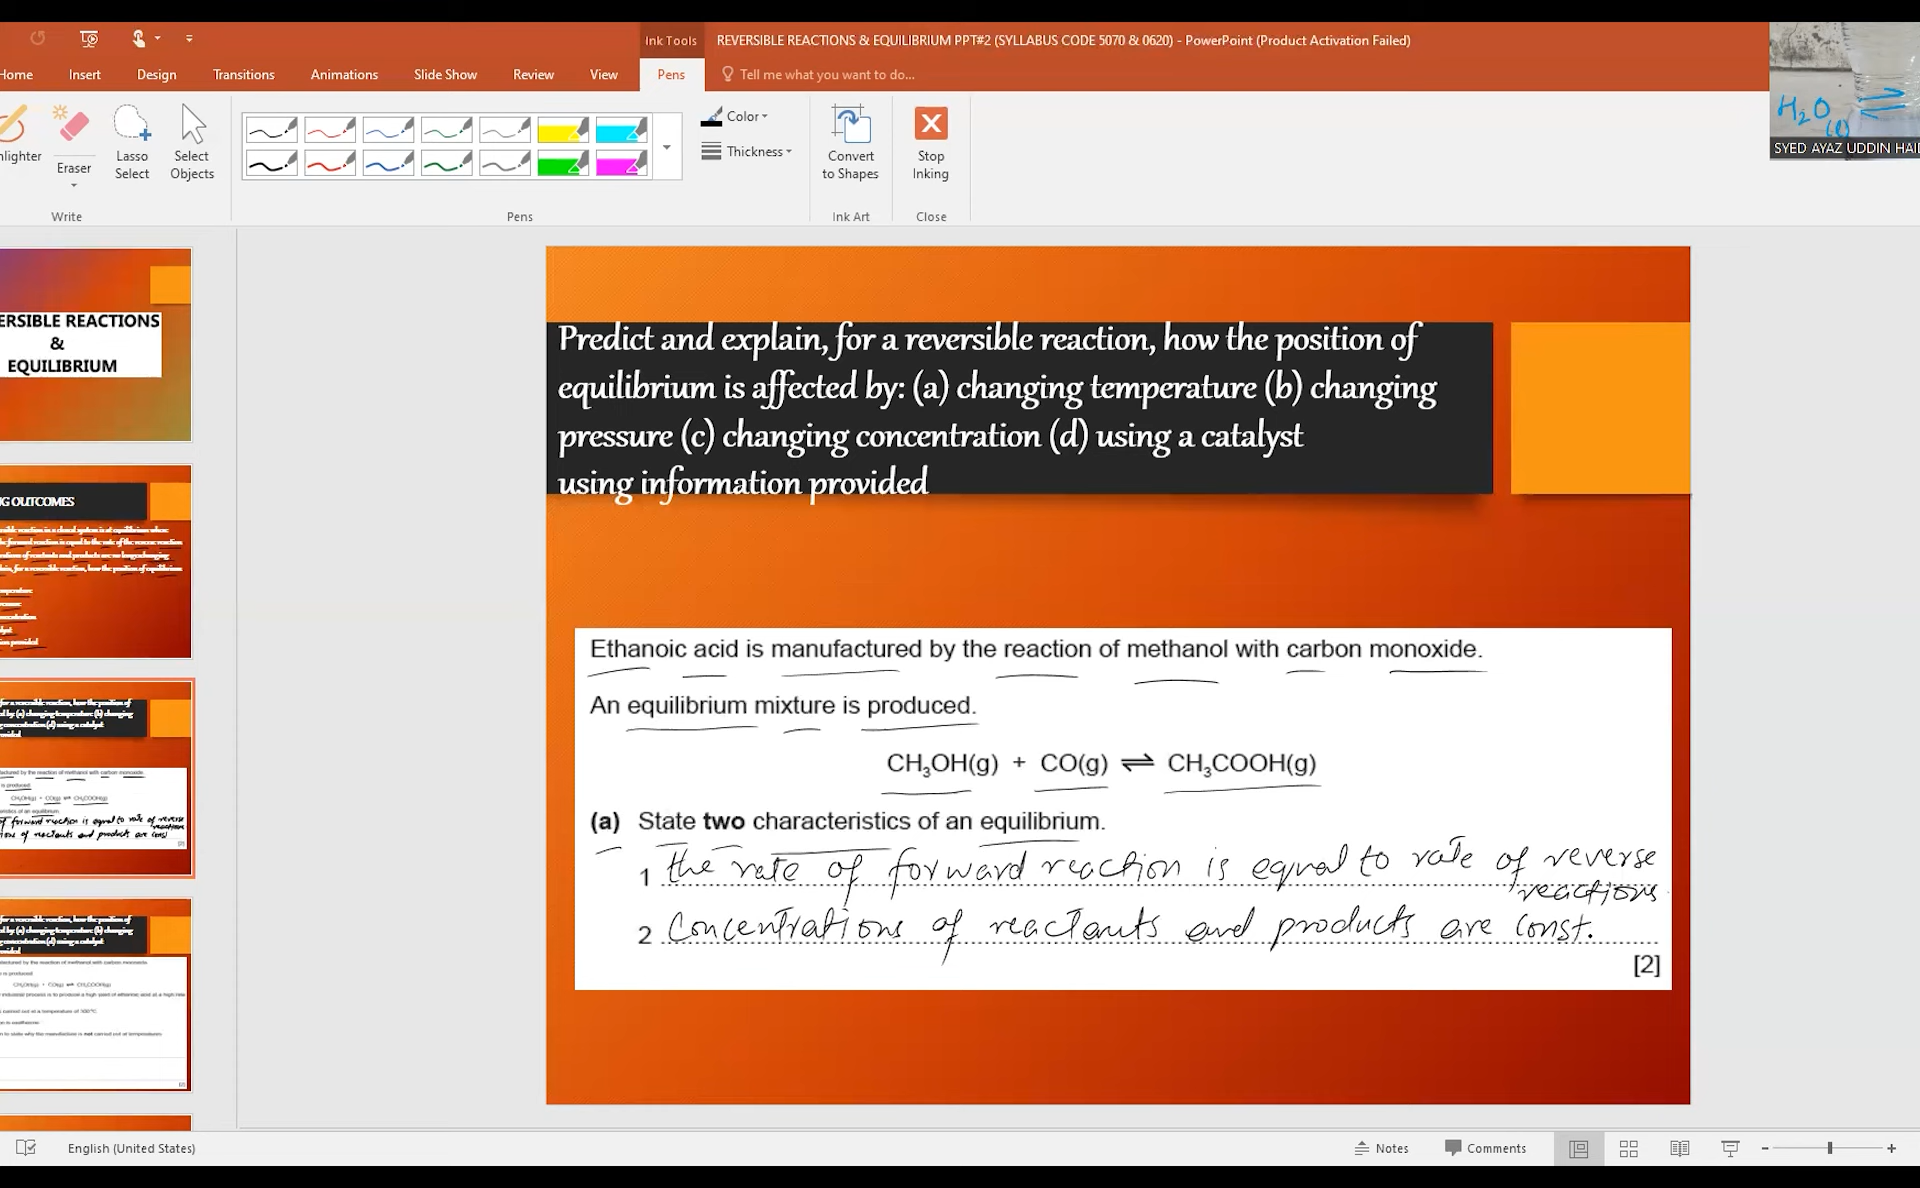 Ink Tools
REVERSIBLE REACTIONS & EQUILIBRIUM PPT#2 (SYLLABUS CODE 5070 & 0620) - PowerPoint (Product Activation Failed)
Home Insert Design Transitions Animations Slide Show Review View Pens Tell me what you want to do...
H2O(l) ⇌
SYED AYAZ UDDIN HAID
Eraser
Lasso Select
Select Objects
Color
Thickness
Convert to Shapes
Stop Inking
Write Pens Ink Art Close
ERSIBLE REACTIONS
&
EQUILIBRIUM
G OUTCOMES
Predict and explain, for a reversible reaction, how the position of
equilibrium is affected by: (a) changing temperature (b) changing
pressure (c) changing concentration (d) using a catalyst
using information provided
Ethanoic acid is manufactured by the reaction of methanol with carbon monoxide.
An equilibrium mixture is produced.
CH3OH(g) + CO(g) ⇌ CH3COOH(g)
(a) State two characteristics of an equilibrium.
1 the rate of forward reaction is equal to rate of reverse
reactions
2 Concentrations of reactants and products are const.
[2]
English (United States) Notes Comments